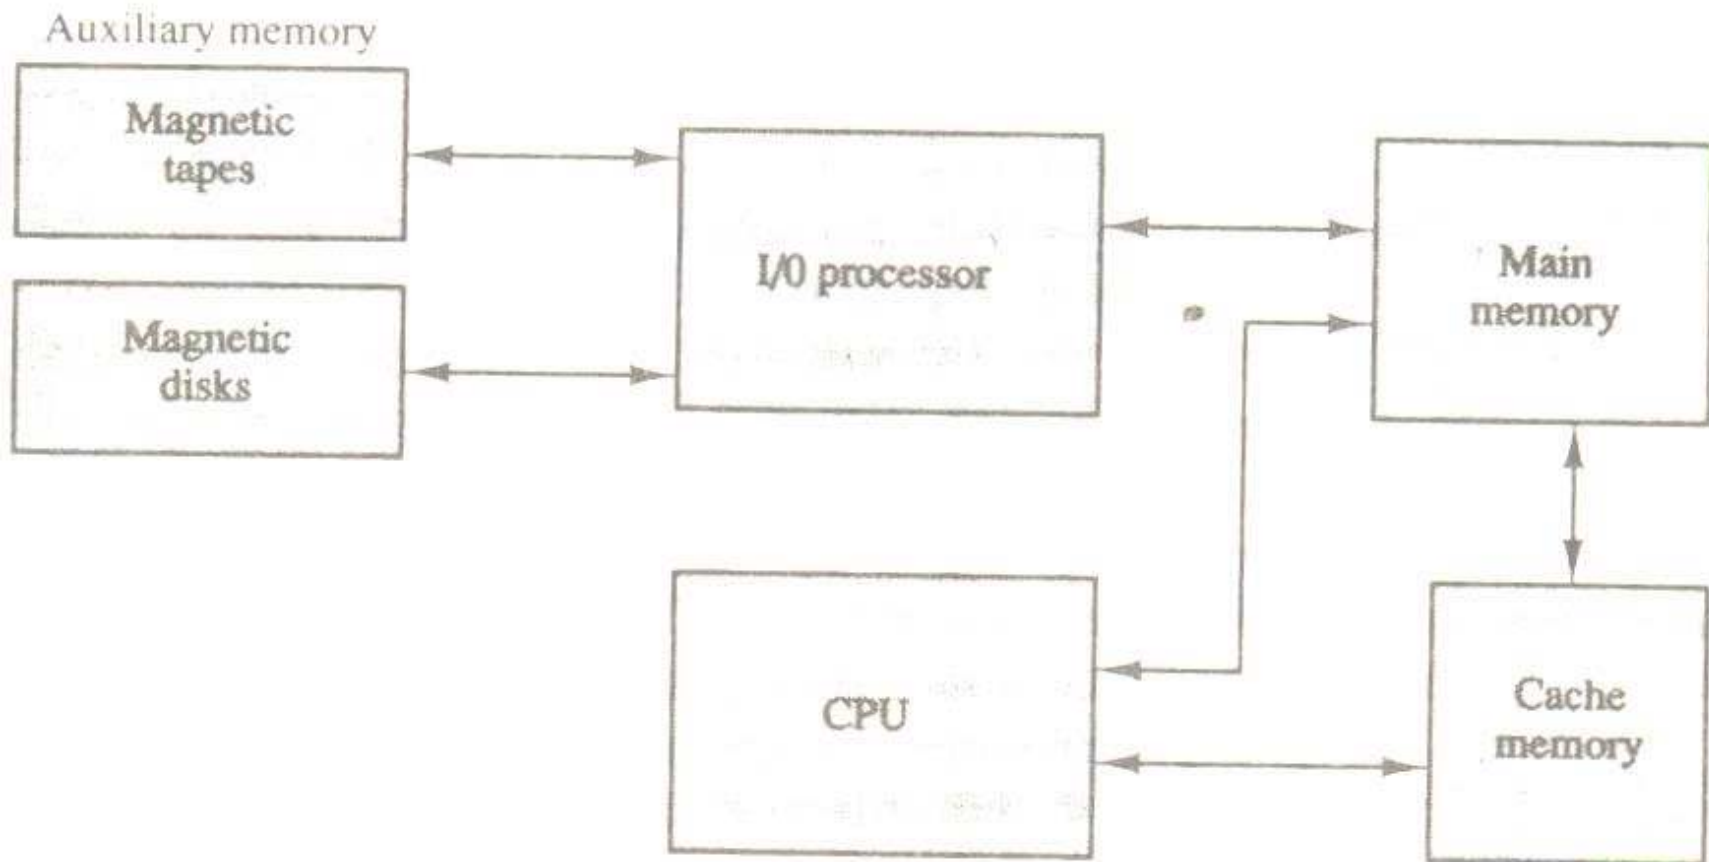 Auxiliary memory
Magnetic
tapes
I/0 processor
Main
memory
Magnetic
disks
CPU
Cache
memory